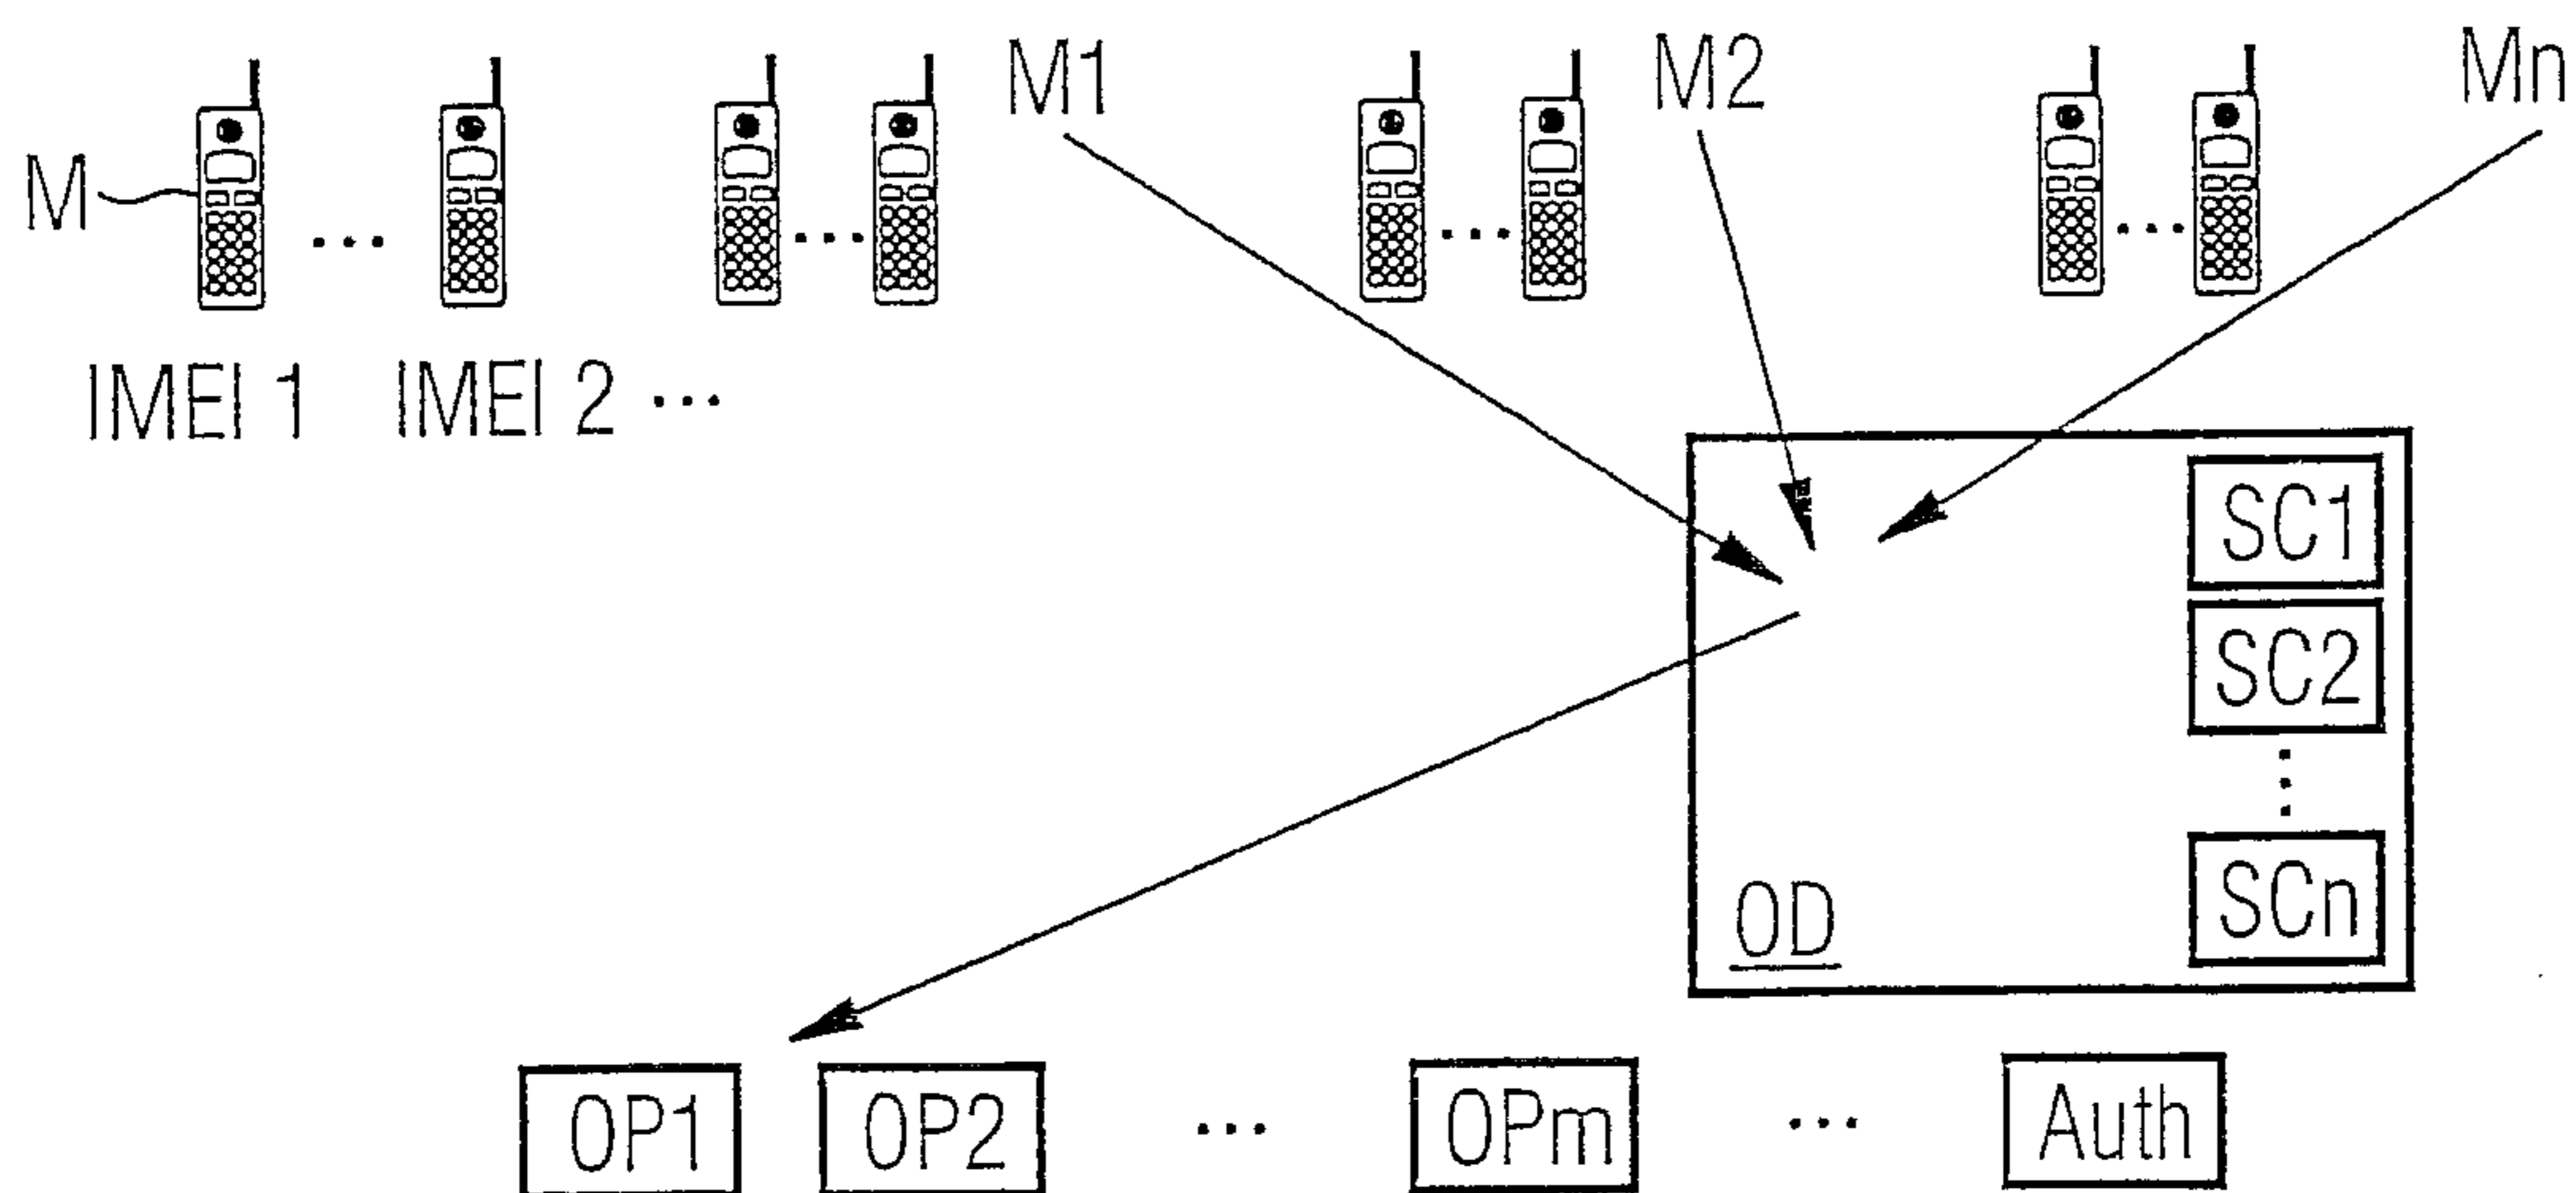 M1 M2 Mn
M
IMEI 1 IMEI 2 ...
SC1
SC2
SCn
OD
OP1 OP2 ... OPm ... Auth